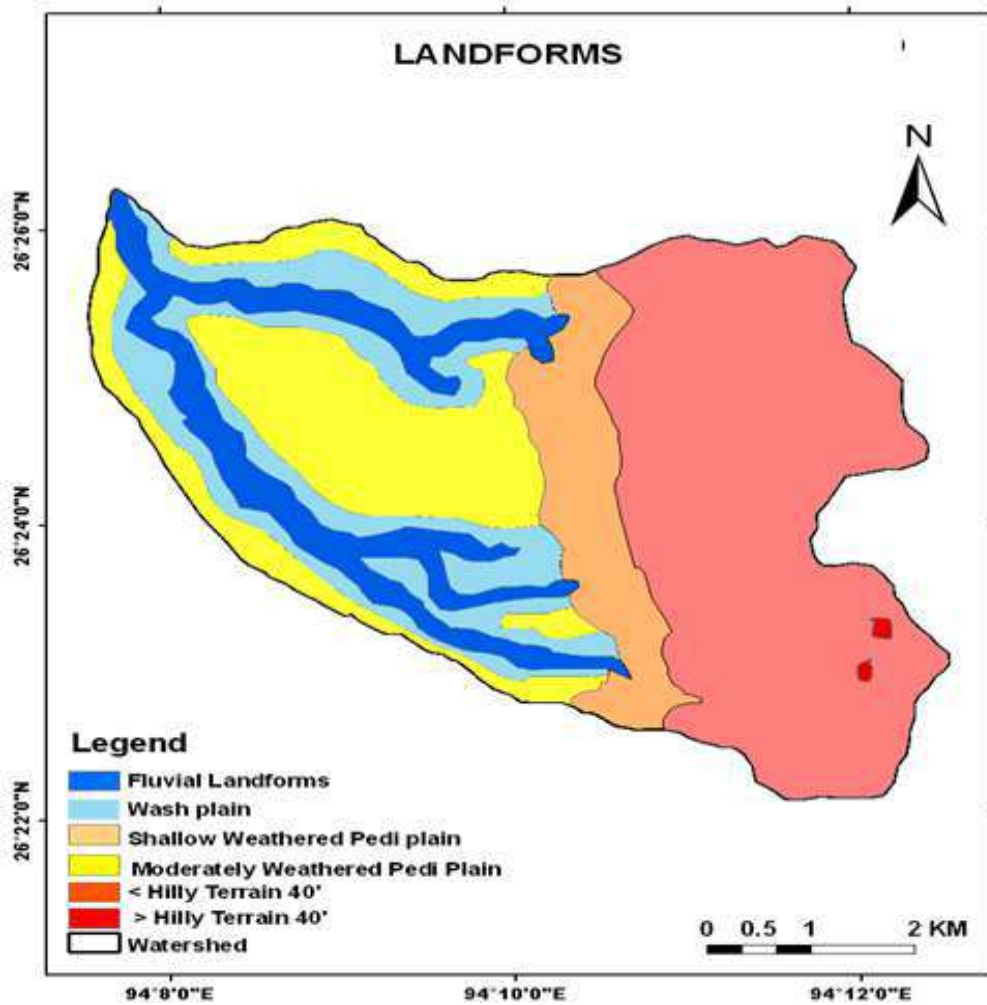 LANDFORMS
N
26°26'0"N
26°24'0"N
26°22'0"N
Legend
Fluvial Landforms
Wash plain
Shallow Weathered Pedi plain
Moderately Weathered Pedi Plain
< Hilly Terrain 40'
> Hilly Terrain 40'
Watershed
0 0.5 1 2 KM
94°8'0"E 94°10'0"E 94°12'0"E